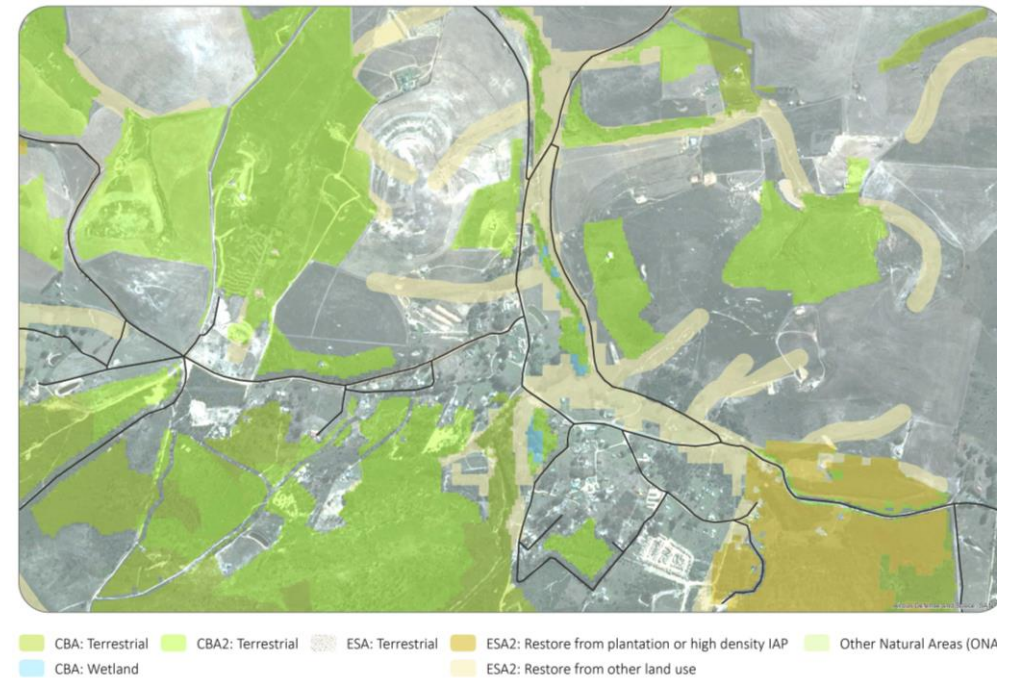 CBA: Terrestrial CBA2: Terrestrial ESA: Terrestrial ESA2: Restore from plantation or high density IAP Other Natural Areas (ONA
CBA: Wetland ESA2: Restore from other land use